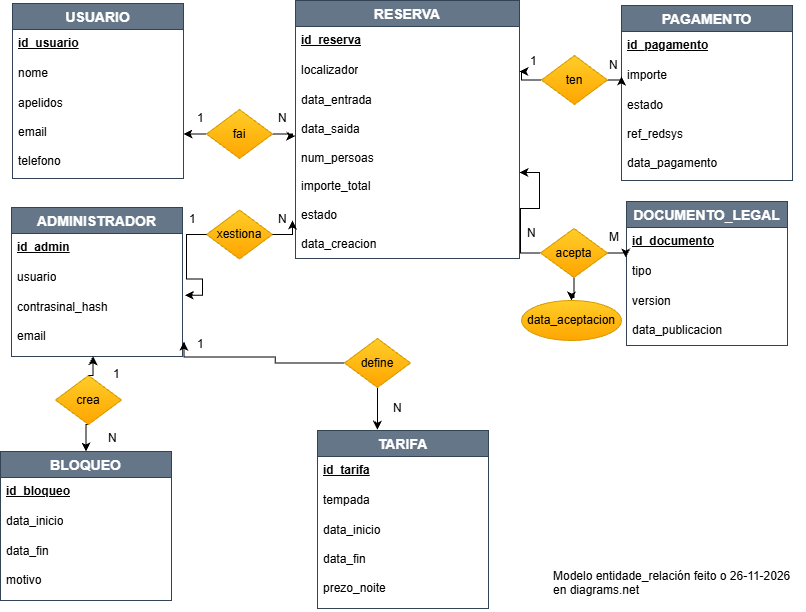 USUARIO
id_usuario
nome
apelidos
email
telefono
fai
1
N
RESERVA
id_reserva
localizador
data_entrada
data_saida
num_persoas
importe_total
estado
data_creacion
1
ten
N
PAGAMENTO
id_pagamento
importe
estado
ref_redsys
data_pagamento
ADMINISTRADOR
id_admin
usuario
contrasinal_hash
email
1
xestiona
N
N
acepta
M
data_aceptacion
DOCUMENTO_LEGAL
id_documento
tipo
version
data_publicacion
1
define
N
crea
1
N
BLOQUEO
id_bloqueo
data_inicio
data_fin
motivo
TARIFA
id_tarifa
tempada
data_inicio
data_fin
prezo_noite
Modelo entidade_relación feito o 26-11-2026
en diagrams.net